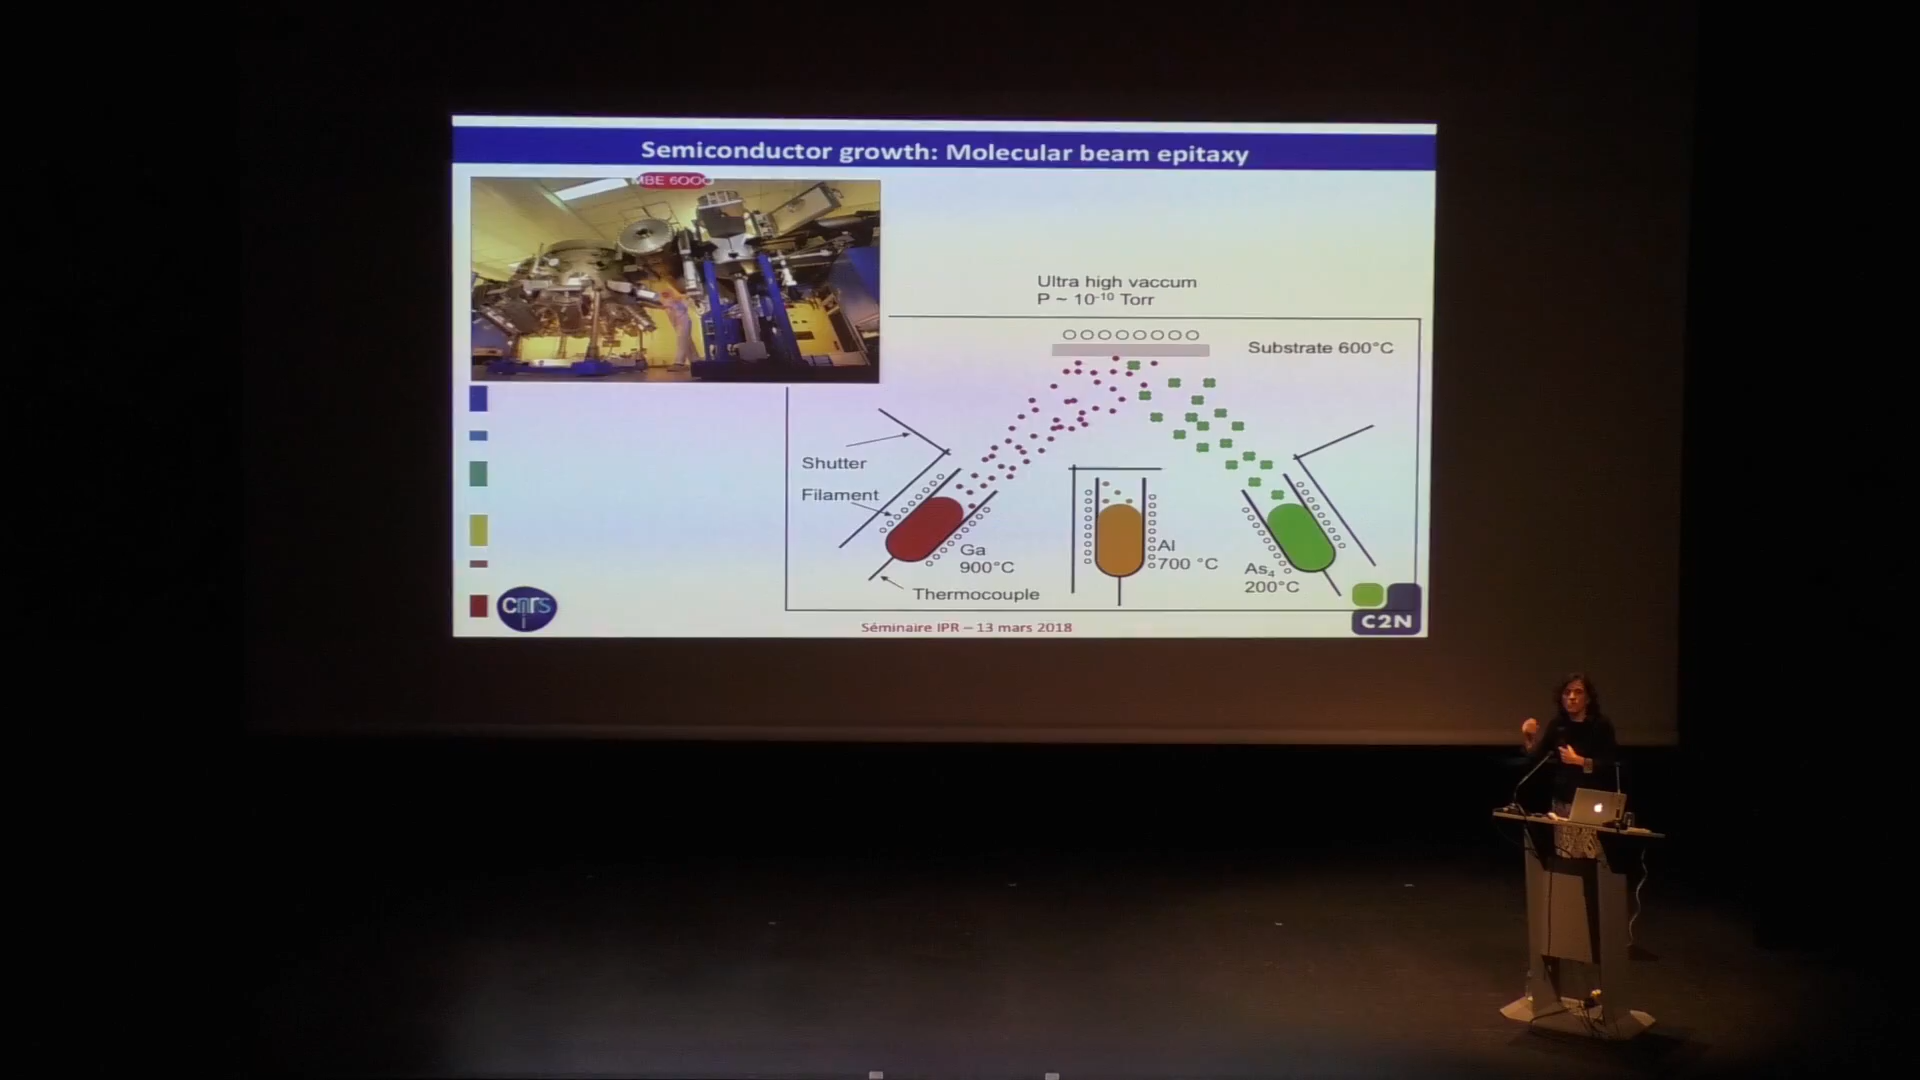 Semiconductor growth: Molecular beam epitaxy
MBE 6000
Ultra high vaccum
P ~ 10⁻¹⁰ Torr
Substrate 600°C
Shutter
Filament
Ga
900°C
Thermocouple
Al
700 °C
As₄
200°C
cnrs
Séminaire IPR – 13 mars 2018
C2N